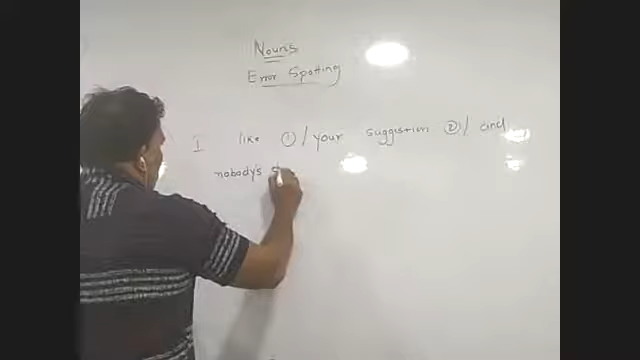 Nouns
Error Spotting
I like ① / your suggestion ② / and
nobody's